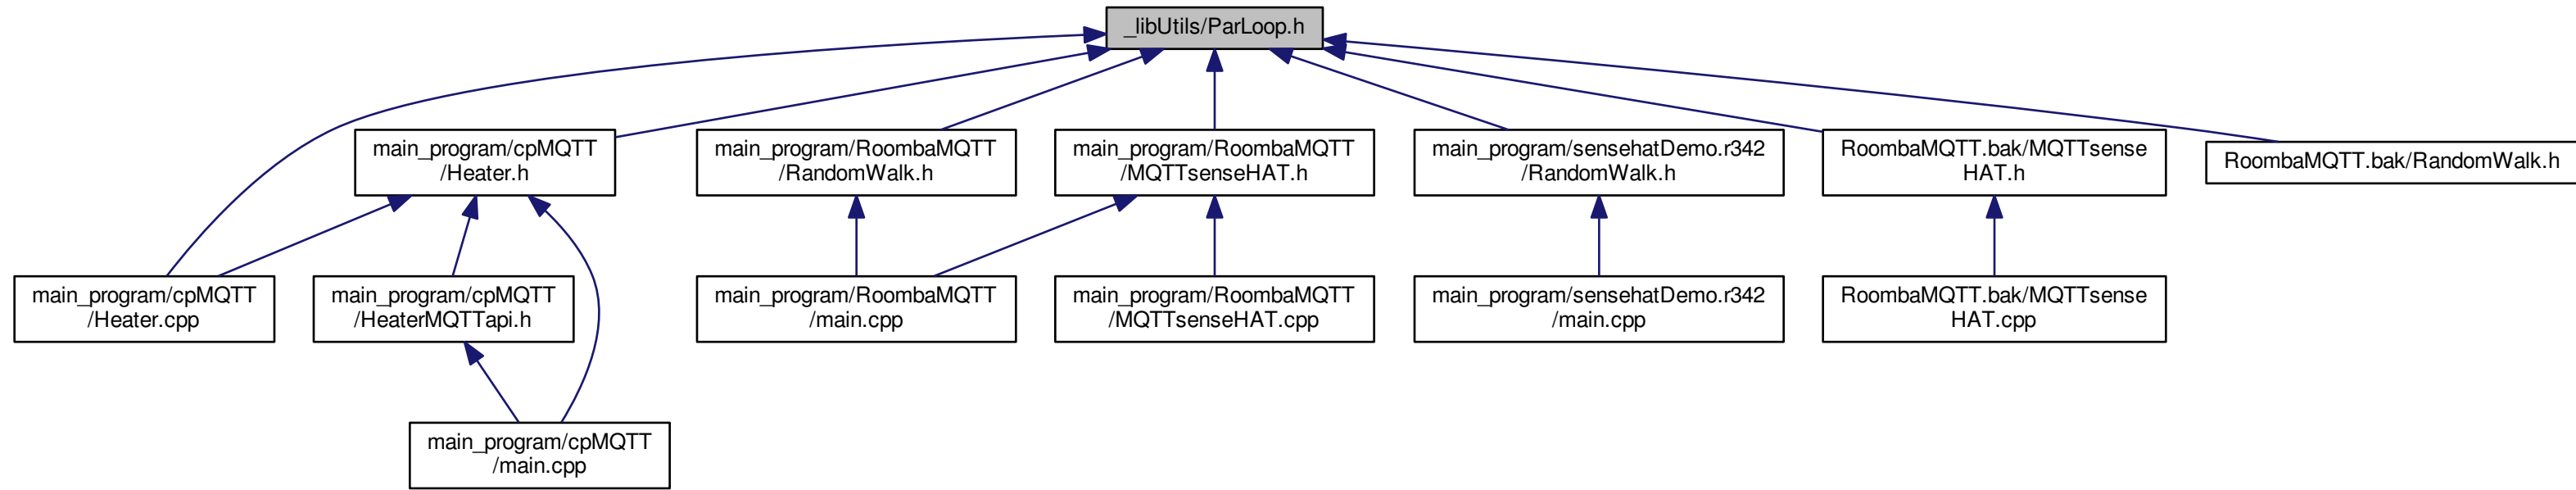 _libUtils/ParLoop.h
main_program/cpMQTT
/Heater.h
main_program/RoombaMQTT
/RandomWalk.h
main_program/RoombaMQTT
/MQTTsenseHAT.h
main_program/sensehatDemo.r342
/RandomWalk.h
RoombaMQTT.bak/MQTTsense
HAT.h
RoombaMQTT.bak/RandomWalk.h
main_program/cpMQTT
/Heater.cpp
main_program/cpMQTT
/HeaterMQTTapi.h
main_program/RoombaMQTT
/main.cpp
main_program/RoombaMQTT
/MQTTsenseHAT.cpp
main_program/sensehatDemo.r342
/main.cpp
RoombaMQTT.bak/MQTTsense
HAT.cpp
main_program/cpMQTT
/main.cpp